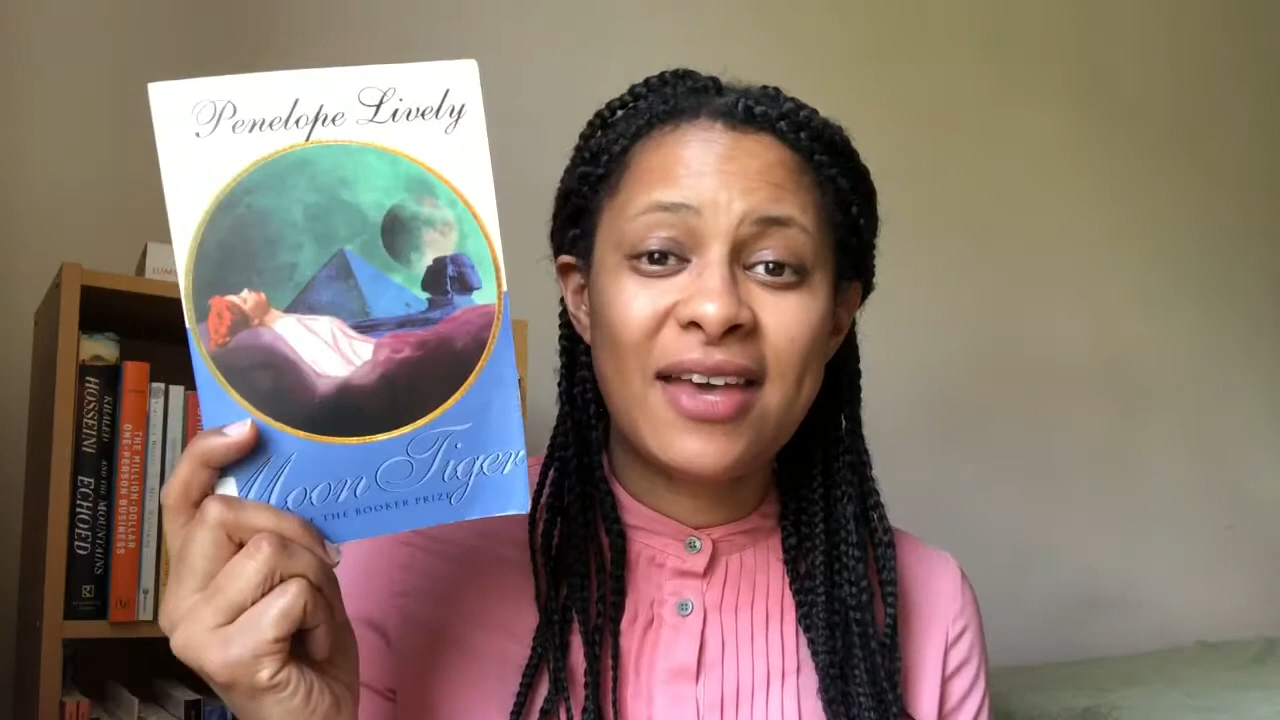 Penelope Lively
Moon Tiger
THE BOOKER PRIZE
LUM
KHALED
HOSSEINI
AND THE MOUNTAINS
ECHOED
THE MILLION-DOLLAR
ONE-PERSON BUSINESS